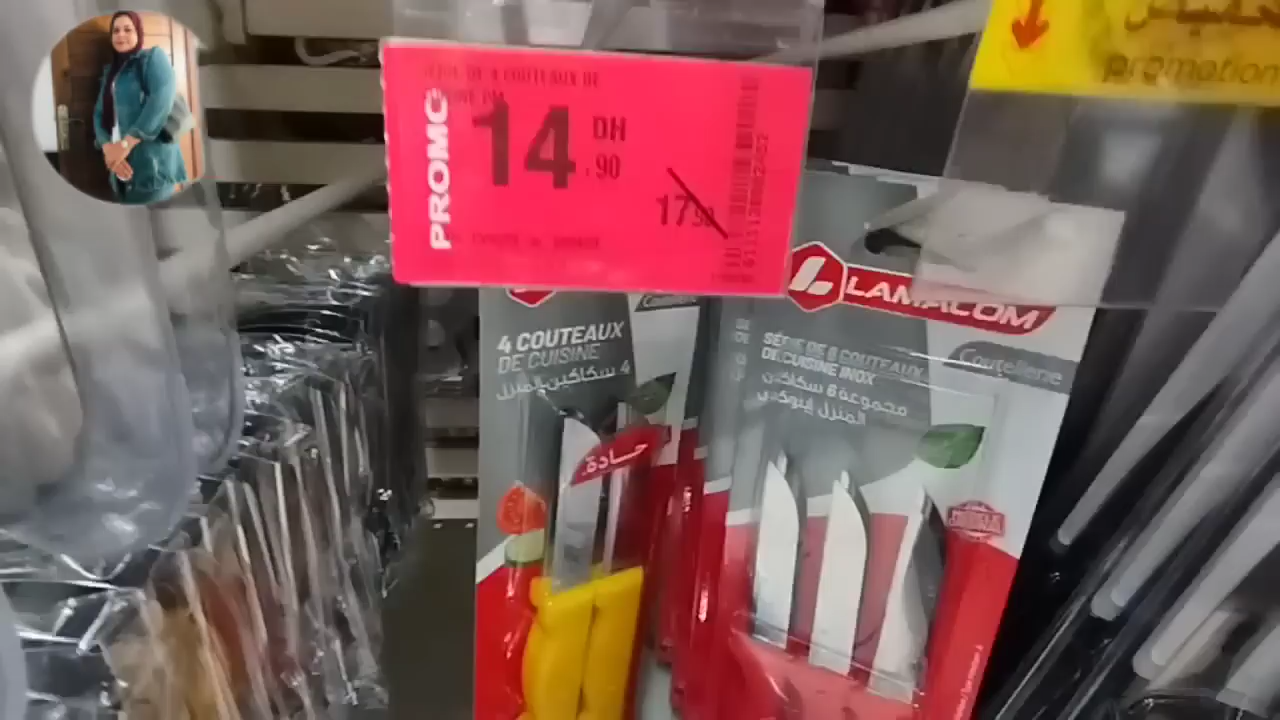 PROMO
14 DH
.90
17.90
promotion
LAMACOM
Coutellerie
4 COUTEAUX
DE CUISINE
4 سكاكين المنزل
حادة
SÉRIE DE 6 COUTEAUX
DE CUISINE INOX
مجموعة 6 سكاكين
المنزل إينوكس